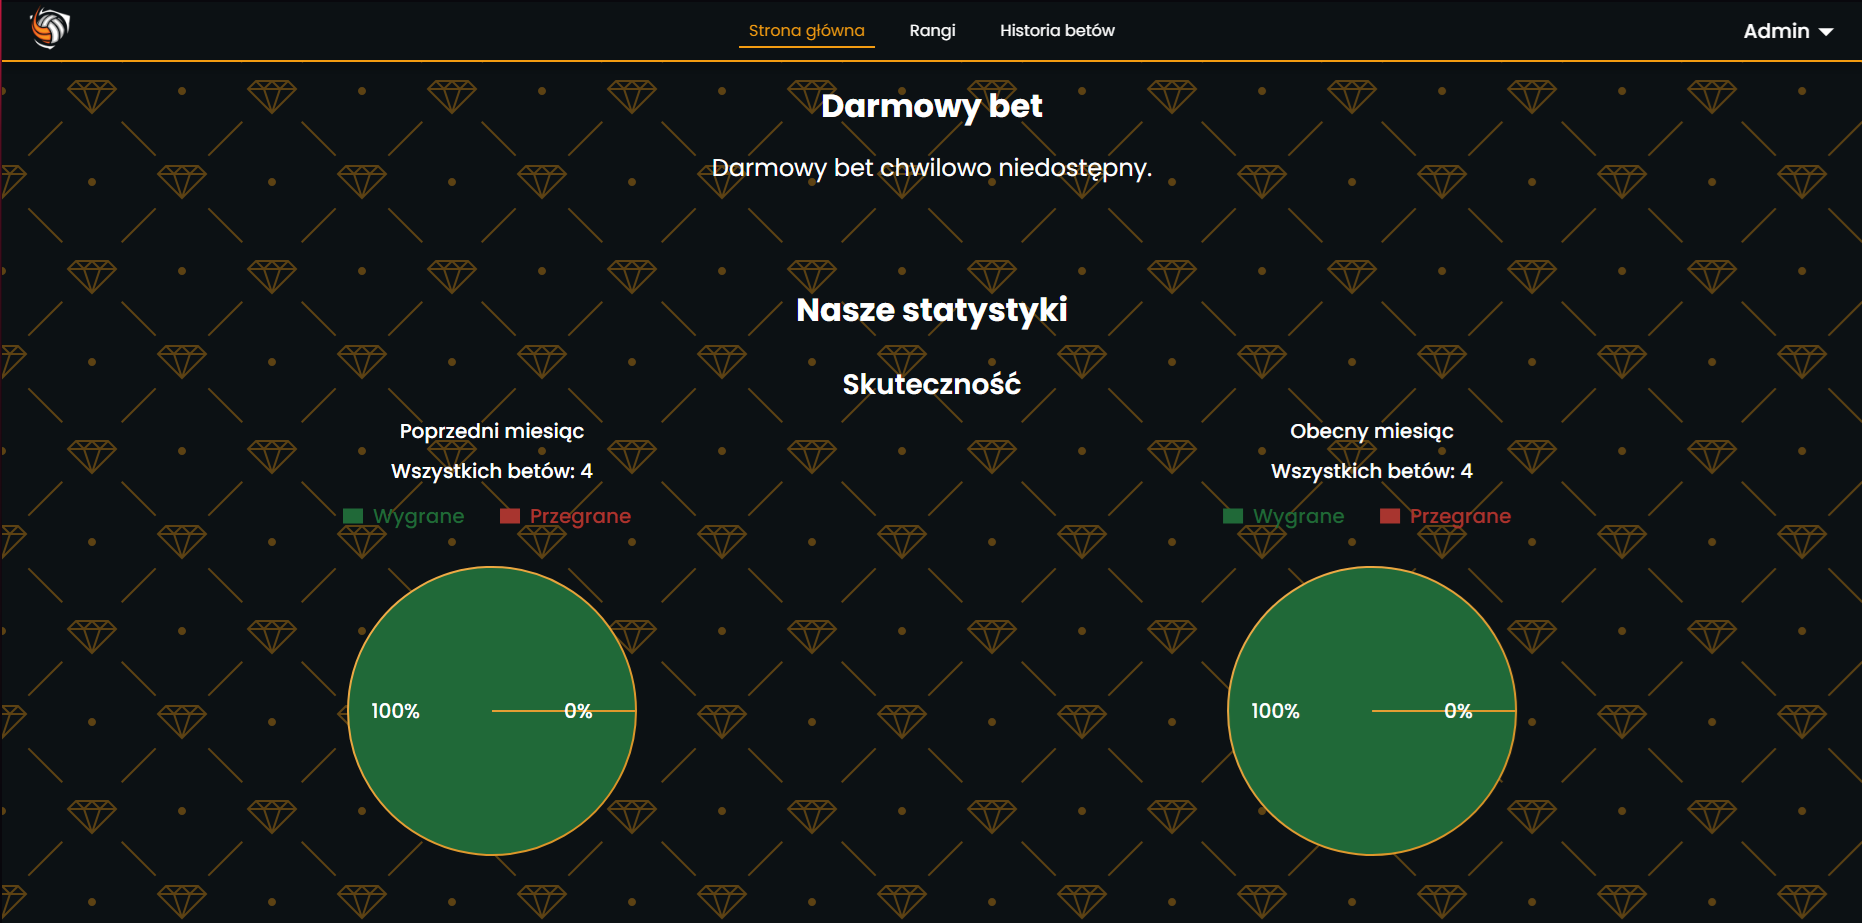 Strona główna Rangi Historia betów Admin
Darmowy bet
Darmowy bet chwilowo niedostępny.
Nasze statystyki
Skuteczność
Poprzedni miesiąc
Wszystkich betów: 4
Wygrane Przegrane
100% 0%
Obecny miesiąc
Wszystkich betów: 4
Wygrane Przegrane
100% 0%